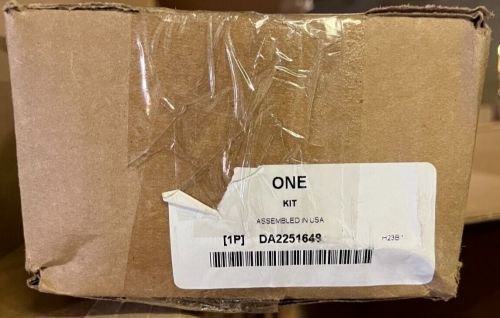 ONE
KIT
ASSEMBLED IN USA
[1P] DA2251649